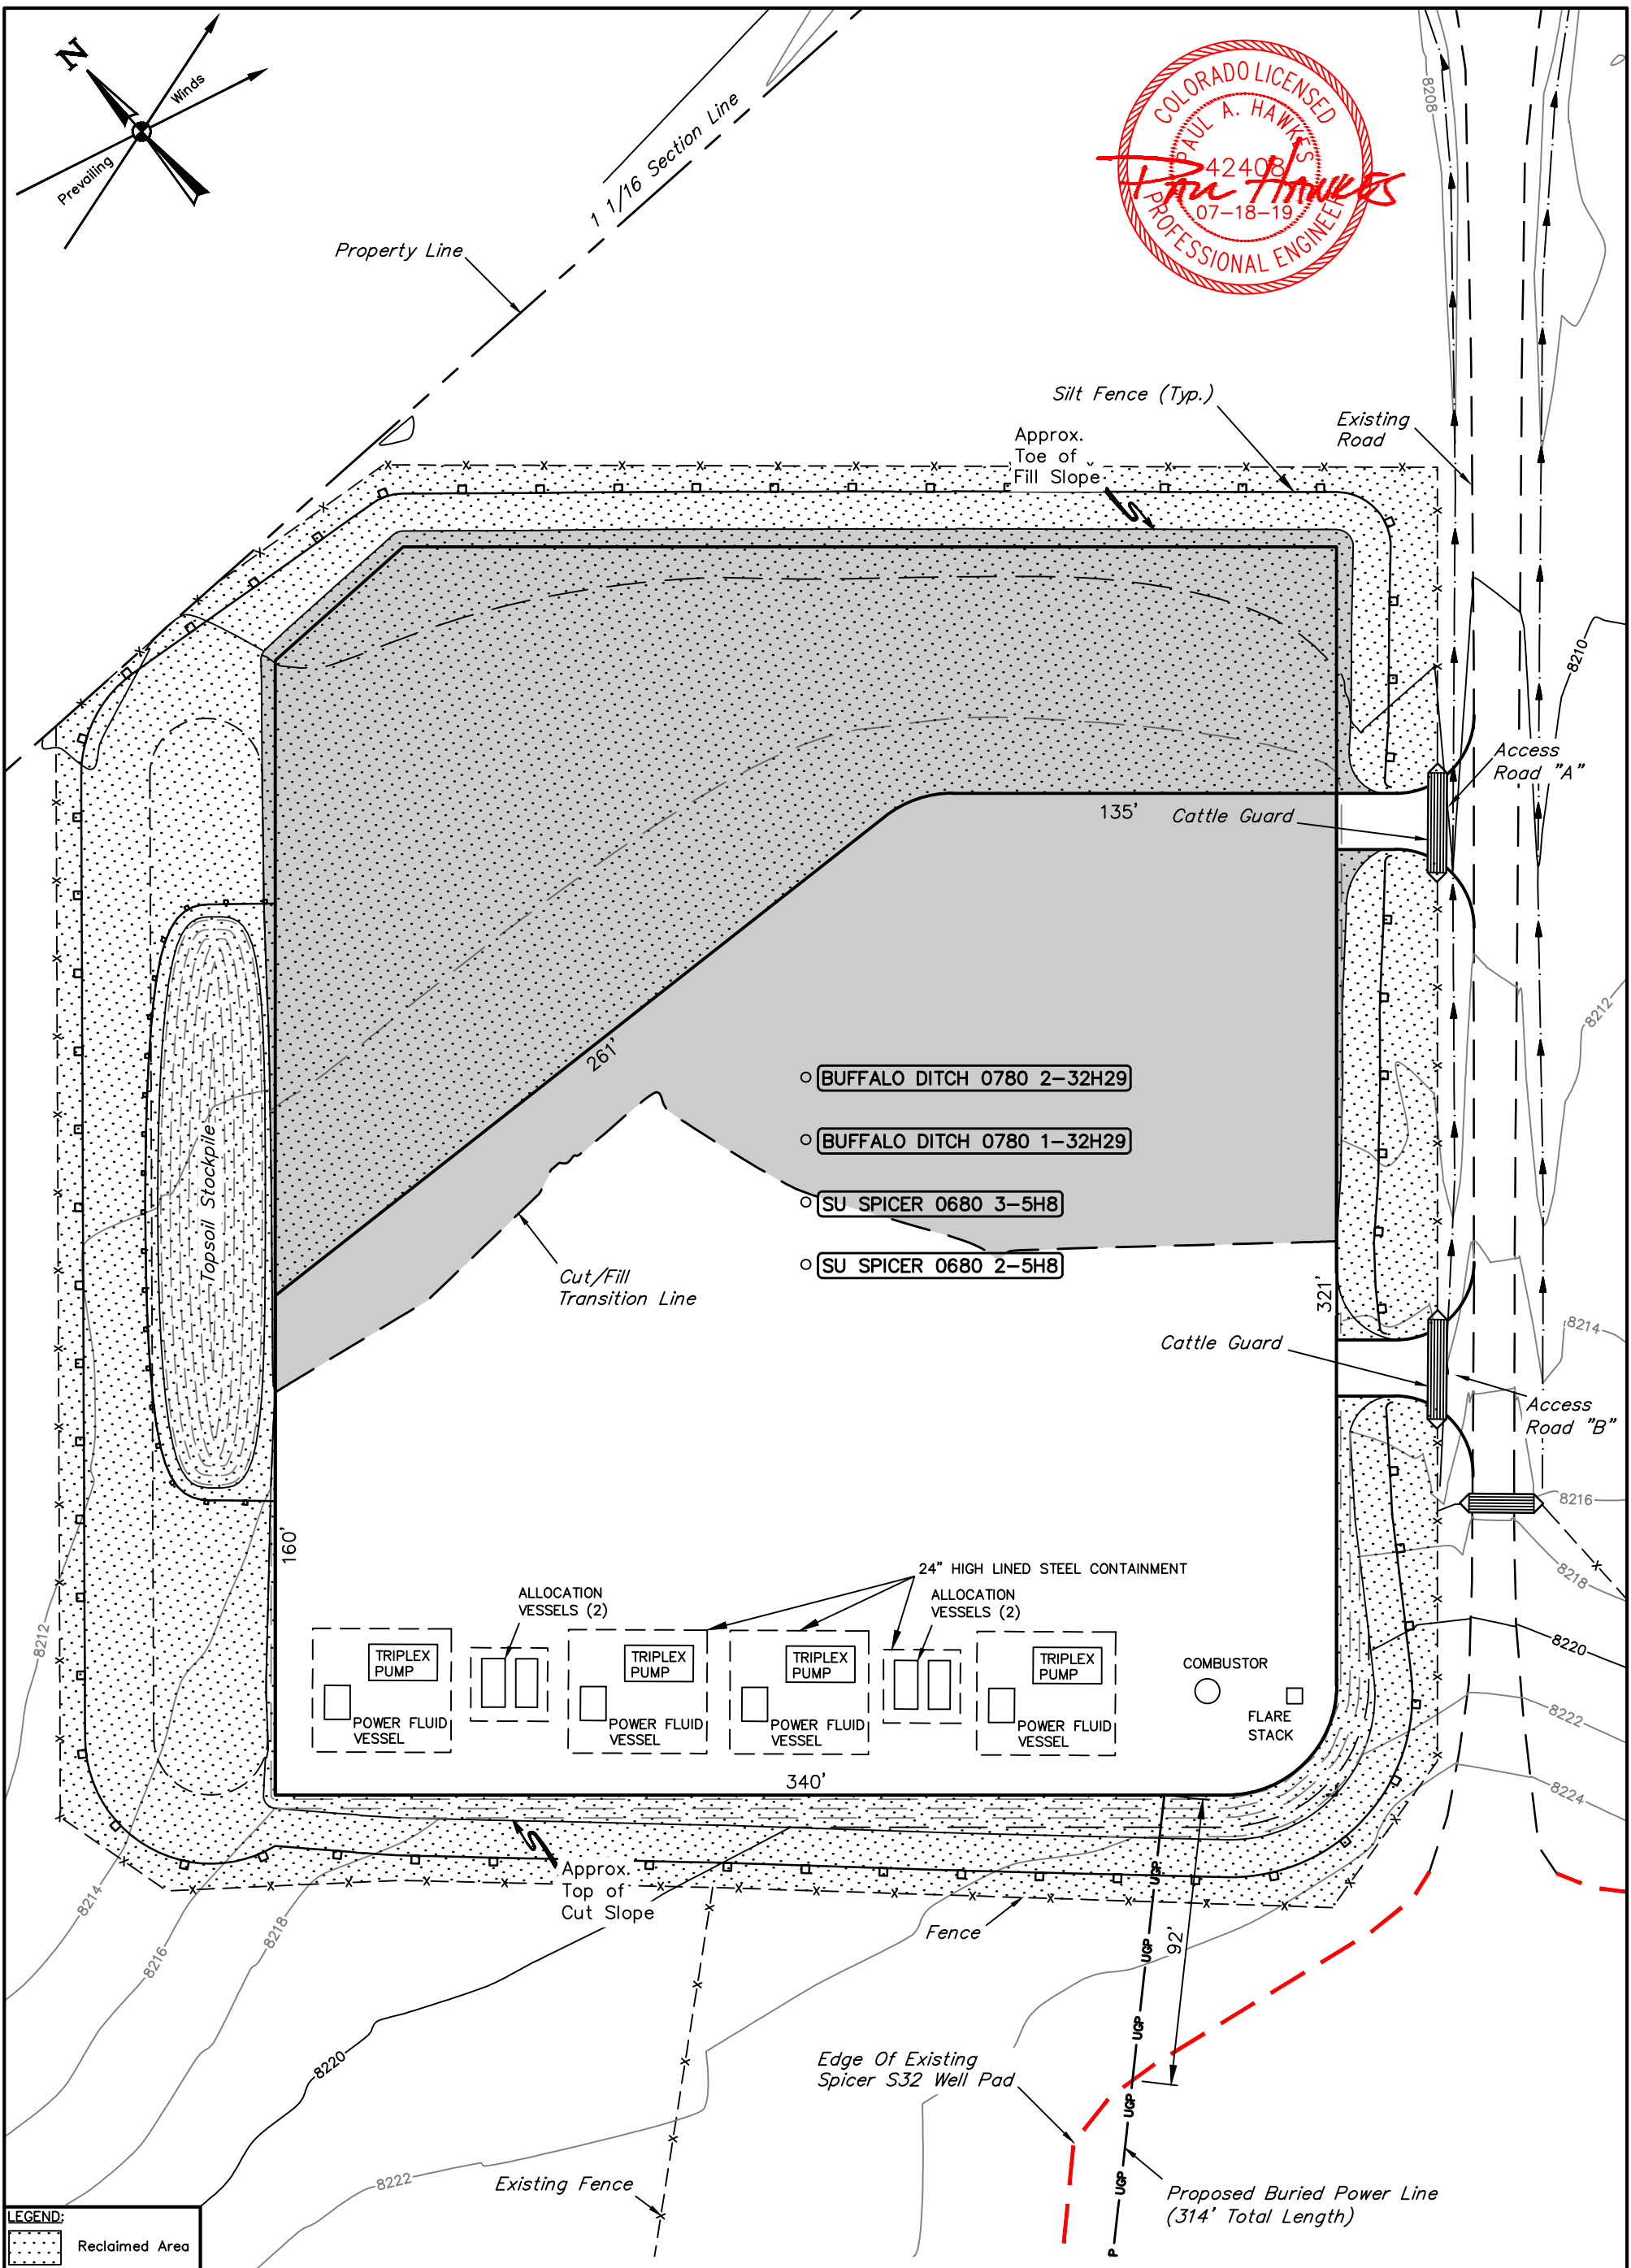 N
Winds
Prevailing
1 1/16 Section Line
Property Line
COLORADO LICENSED
PAUL A. HAWKES
42408
07-18-19
PROFESSIONAL ENGINEER
Paul Hawkes
8208
Silt Fence (Typ.)
Existing
Road
Approx.
Toe of
Fill Slope
8210
Access
Road "A"
135'
Cattle Guard
8212
261'
BUFFALO DITCH 0780 2-32H29
BUFFALO DITCH 0780 1-32H29
SU SPICER 0680 3-5H8
SU SPICER 0680 2-5H8
Topsoil Stockpile
Cut/Fill
Transition Line
321'
8214
Cattle Guard
Access
Road "B"
8216
160'
24" HIGH LINED STEEL CONTAINMENT
ALLOCATION
VESSELS (2)
ALLOCATION
VESSELS (2)
8218
8212
8220
TRIPLEX
PUMP
TRIPLEX
PUMP
TRIPLEX
PUMP
TRIPLEX
PUMP
COMBUSTOR
POWER FLUID
VESSEL
POWER FLUID
VESSEL
POWER FLUID
VESSEL
POWER FLUID
VESSEL
FLARE
STACK
8222
340'
8224
Approx.
Top of
Cut Slope
8214
8216
8218
Fence
92'
UGP
UGP
UGP
UGP
UGP
P
8220
Edge Of Existing
Spicer S32 Well Pad
8222
Existing Fence
Proposed Buried Power Line
(314' Total Length)
LEGEND:
Reclaimed Area